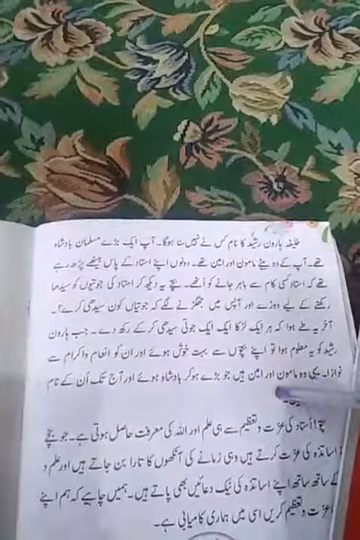 خلیفہ ہارون رشید کا نام کس نے نہیں سنا ہوگا۔ آپ ایک بڑے مسلمان بادشاہ
تھے۔ آپ کے دو بیٹے مامون اور امین تھے۔ دونوں اپنے استاد کے پاس بیٹھے پڑھ رہے
تھے کہ استاد کسی کام سے باہر جانے کو اُٹھے۔ بچے یہ دیکھ کر استاد کی جوتیوں کو سیدھا
رکھنے کے لیے دوڑے اور آپس میں جھگڑنے لگے کہ جوتیاں کون سیدھی کرے؟۔
آخر یہ طے ہوا کہ ہر ایک لڑکا ایک ایک جوتی سیدھی کر کے رکھ دے۔ جب ہارون
رشید کو یہ معلوم ہوا تو اپنے بچوں سے بہت خوش ہوئے اور ان کو انعام و اکرام سے
نوازا۔ یہی وہ مامون اور امین ہیں جو بڑے ہو کر بادشاہ ہوئے اور آج تک اُن کے نام
بچو! اُستاد کی عزت و تعظیم سے ہی علم اور اللہ کی معرفت حاصل ہوتی ہے۔ جو بچے
اساتذہ کی عزت کرتے ہیں وہی زمانے کی آنکھوں کا تارا بن جاتے ہیں اور علم و
کے ساتھ ساتھ اپنے اساتذہ کی نیک دعائیں بھی پاتے ہیں۔ ہمیں چاہیے کہ ہم اپنے
عزت و تعظیم کریں اسی میں ہماری کامیابی ہے۔